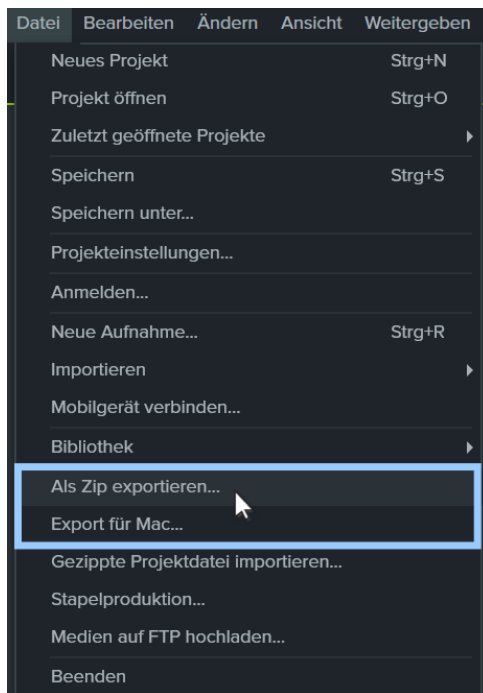 Datei Bearbeiten Ändern Ansicht Weitergeben
Neues Projekt Strg+N
Projekt öffnen Strg+O
Zuletzt geöffnete Projekte
Speichern Strg+S
Speichern unter...
Projekteinstellungen...
Anmelden...
Neue Aufnahme... Strg+R
Importieren
Mobilgerät verbinden...
Bibliothek
Als Zip exportieren...
Export für Mac...
Gezippte Projektdatei importieren...
Stapelproduktion...
Medien auf FTP hochladen...
Beenden